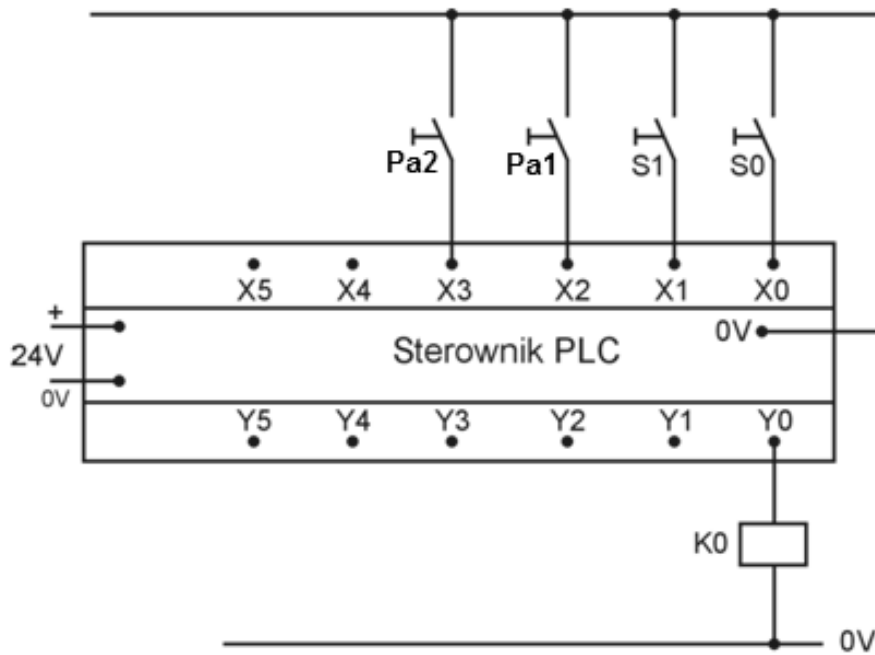 Pa2 Pa1 S1 S0
X5 X4 X3 X2 X1 X0
+
24V
0V
Sterownik PLC
0V
Y5 Y4 Y3 Y2 Y1 Y0
K0
0V